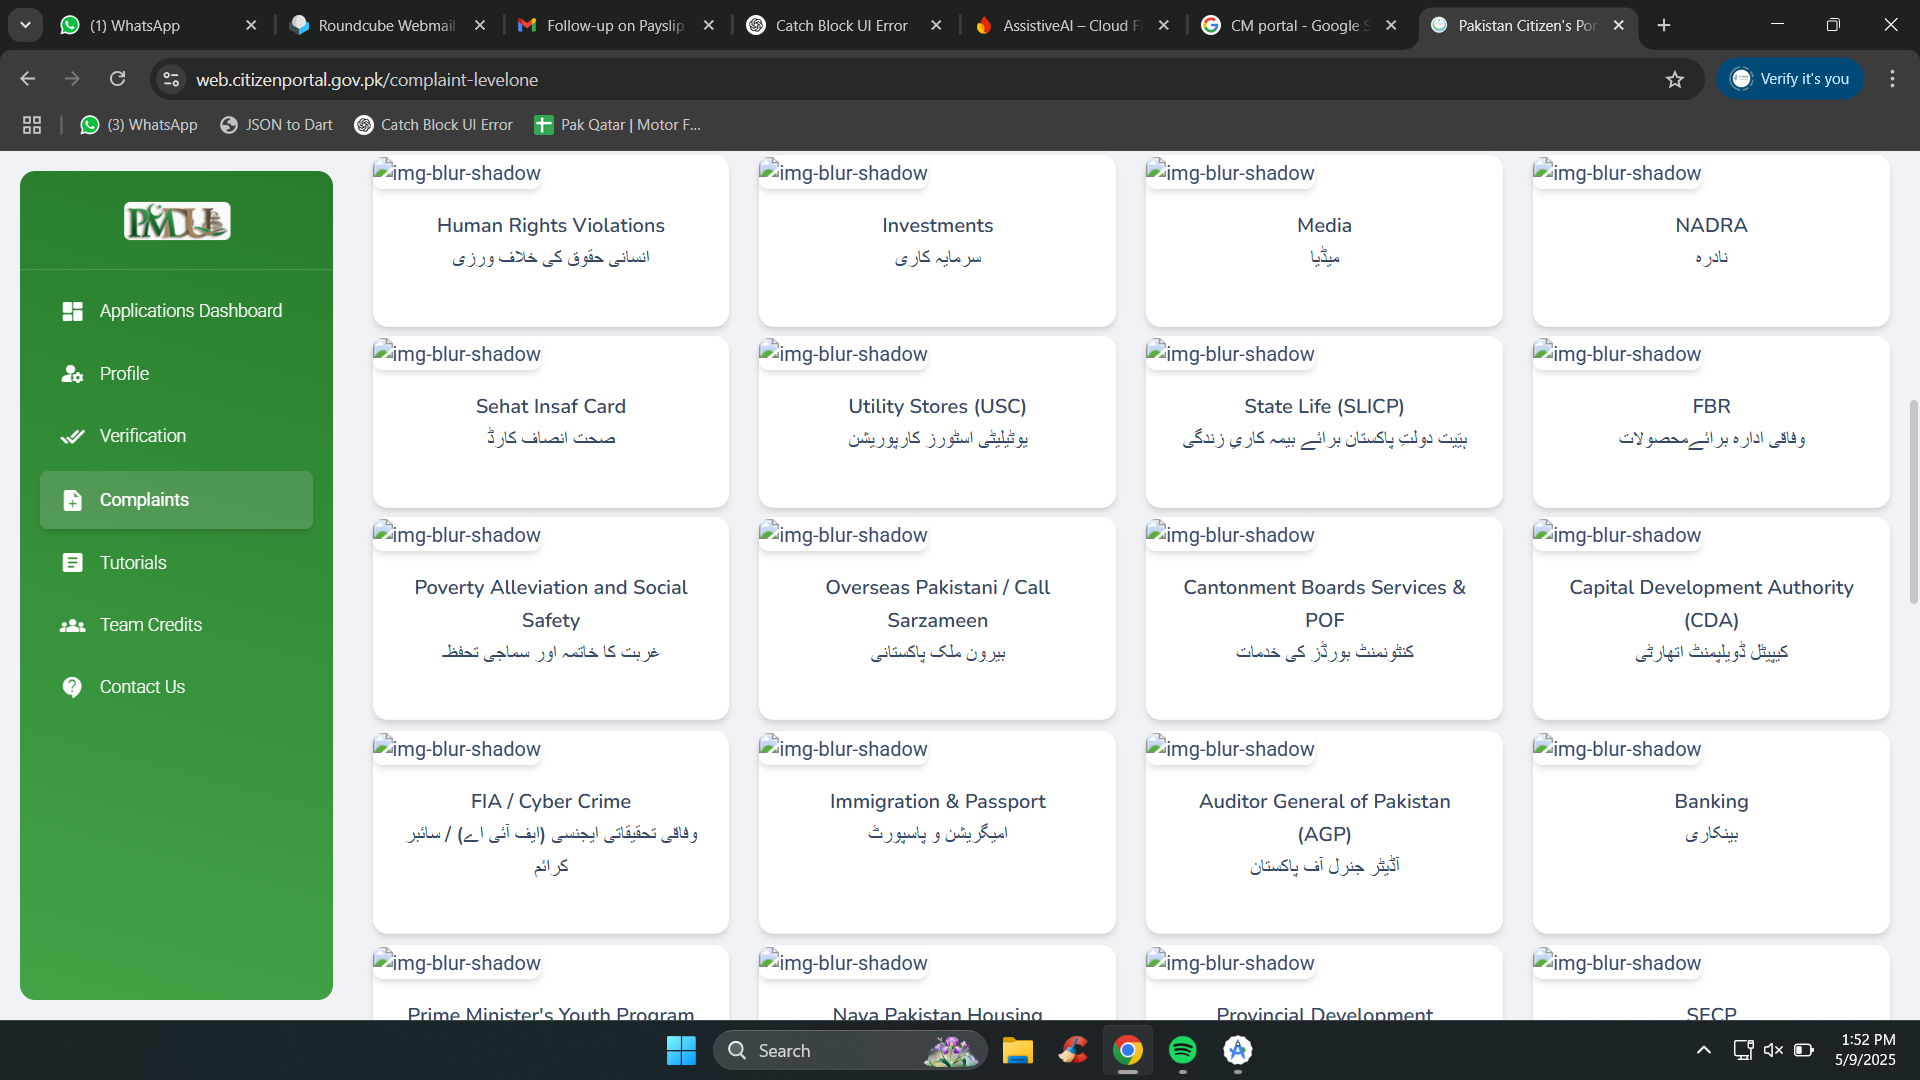 (1) WhatsApp
Roundcube Webmail
Follow-up on Payslip
Catch Block UI Error
AssistiveAI – Cloud Fi
CM portal - Google S
Pakistan Citizen's Por
web.citizenportal.gov.pk/complaint-levelone
Verify it's you
(3) WhatsApp
JSON to Dart
Catch Block UI Error
Pak Qatar | Motor F...
PMDU
Applications Dashboard
Profile
Verification
Complaints
Tutorials
Team Credits
Contact Us
img-blur-shadow
Human Rights Violations
انسانی حقوق کی خلاف ورزی
img-blur-shadow
Investments
سرمایہ کاری
img-blur-shadow
Media
میڈیا
img-blur-shadow
NADRA
نادرہ
img-blur-shadow
Sehat Insaf Card
صحت انصاف کارڈ
img-blur-shadow
Utility Stores (USC)
یوٹیلیٹی اسٹورز کارپوریشن
img-blur-shadow
State Life (SLICP)
ہیَیت دولتِ پاکستان برائے بیمہ کاریِ زندگی
img-blur-shadow
FBR
وفاقی ادارہ برائےمحصولات
img-blur-shadow
Poverty Alleviation and Social
Safety
غربت کا خاتمہ اور سماجی تحفظ
img-blur-shadow
Overseas Pakistani / Call
Sarzameen
بیرون ملک پاکستانی
img-blur-shadow
Cantonment Boards Services &
POF
کنٹونمنٹ بورڈز کی خدمات
img-blur-shadow
Capital Development Authority
(CDA)
کیپیٹل ڈویلپمنٹ اتھارٹی
img-blur-shadow
FIA / Cyber Crime
وفاقی تحقیقاتی ایجنسی (ایف آئی اے) / سائبر
کرائم
img-blur-shadow
Immigration & Passport
امیگریشن و پاسپورٹ
img-blur-shadow
Auditor General of Pakistan
(AGP)
آڈیٹر جنرل آف پاکستان
img-blur-shadow
Banking
بینکاری
img-blur-shadow
Prime Minister's Youth Program
img-blur-shadow
Naya Pakistan Housing
img-blur-shadow
Provincial Development
img-blur-shadow
SECP
Search
1:52 PM
5/9/2025